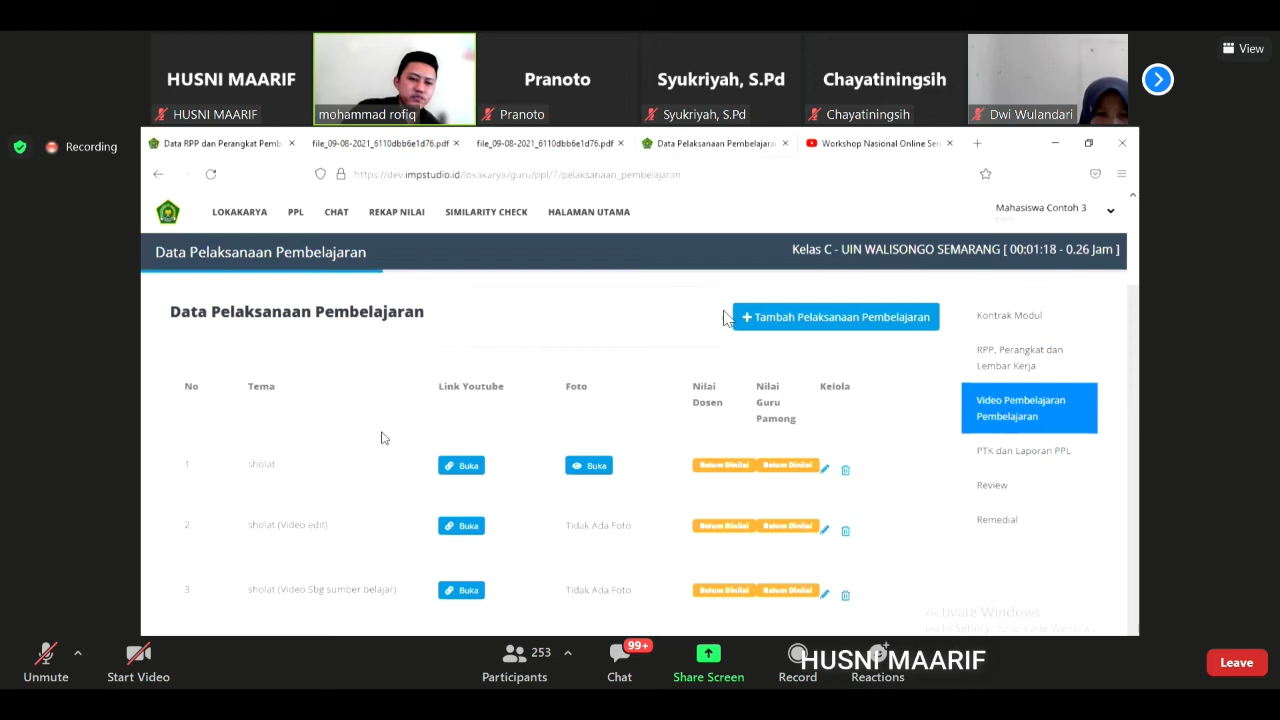 HUSNI MAARIF
Pranoto
Syukriyah, S.Pd
Chayatiningsih
View
HUSNI MAARIF
mohammad rofiq
Pranoto
Syukriyah, S.Pd
Chayatiningsih
Dwi Wulandari
Recording
Data RPP dan Perangkat Pemb
file_09-08-2021_6110dbb6e1d76.pdf
file_09-08-2021_6110dbb6e1d76.pdf
Data Pelaksanaan Pembelajaran
Workshop Nasional Online Ser
https://dev.impstudio.id/lokakarya/guru/ppl/7/pelaksanaan_pembelajaran
LOKAKARYA
PPL
CHAT
REKAP NILAI
SIMILARITY CHECK
HALAMAN UTAMA
Mahasiswa Contoh 3
Data Pelaksanaan Pembelajaran
Kelas C - UIN WALISONGO SEMARANG [ 00:01:18 - 0.26 Jam ]
Data Pelaksanaan Pembelajaran
+ Tambah Pelaksanaan Pembelajaran
Kontrak Modul
RPP, Perangkat dan
Lembar Kerja
Video Pembelajaran
Pembelajaran
PTK dan Laporan PPL
Review
Remedial
No
Tema
Link Youtube
Foto
Nilai
Dosen
Nilai
Guru
Pamong
Kelola
1
sholat
Buka
Buka
Belum Dinilai
Belum Dinilai
2
sholat (Video edit)
Buka
Tidak Ada Foto
Belum Dinilai
Belum Dinilai
3
sholat (Video Sbg sumber belajar)
Buka
Tidak Ada Foto
Belum Dinilai
Belum Dinilai
Activate Windows
Go to Settings to activate Windows.
Unmute
Start Video
253
Participants
99+
Chat
Share Screen
Record
Reactions
HUSNI MAARIF
Leave